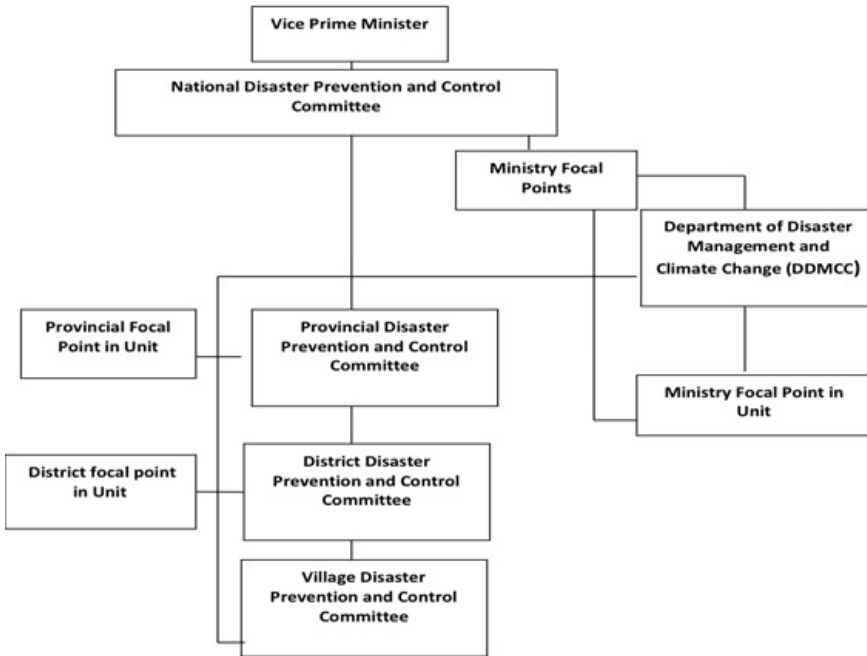 Vice Prime Minister
National Disaster Prevention and Control
Committee
Ministry Focal
Points
Department of Disaster
Management and
Climate Change (DDMCC)
Provincial Focal
Point in Unit
Provincial Disaster
Prevention and Control
Committee
Ministry Focal Point in
Unit
District focal point
in Unit
District Disaster
Prevention and Control
Committee
Village Disaster
Prevention and Control
Committee